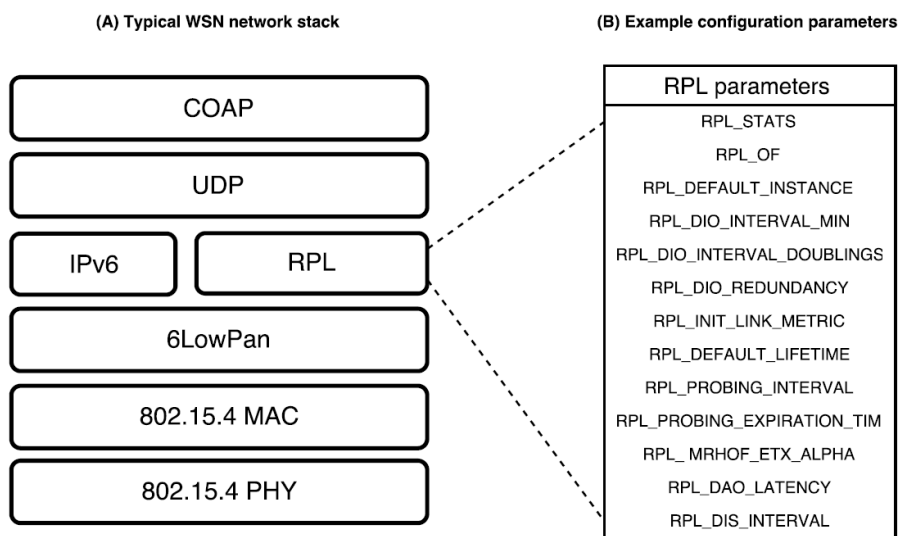 (A) Typical WSN network stack
COAP
UDP
IPv6
RPL
6LowPan
802.15.4 MAC
802.15.4 PHY
(B) Example configuration parameters
RPL parameters
RPL_STATS
RPL_OF
RPL_DEFAULT_INSTANCE
RPL_DIO_INTERVAL_MIN
RPL_DIO_INTERVAL_DOUBLINGS
RPL_DIO_REDUNDANCY
RPL_INIT_LINK_METRIC
RPL_DEFAULT_LIFETIME
RPL_PROBING_INTERVAL
RPL_PROBING_EXPIRATION_TIM
RPL_ MRHOF_ETX_ALPHA
RPL_DAO_LATENCY
RPL_DIS_INTERVAL